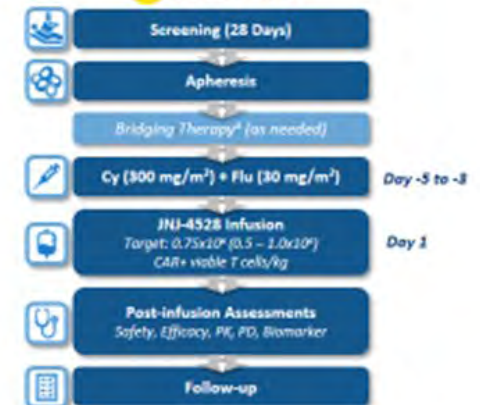 Screening (28 Days)
Apheresis
Bridging Therapyᵃ (as needed)
Cy (300 mg/m²) + Flu (30 mg/m²)
Day -5 to -3
JNJ-4528 Infusion
Target: 0.75x10⁶ (0.5 – 1.0x10⁶)
CAR+ viable T cells/kg
Day 1
Post-infusion Assessments
Safety, Efficacy, PK, PD, Biomarker
Follow-up